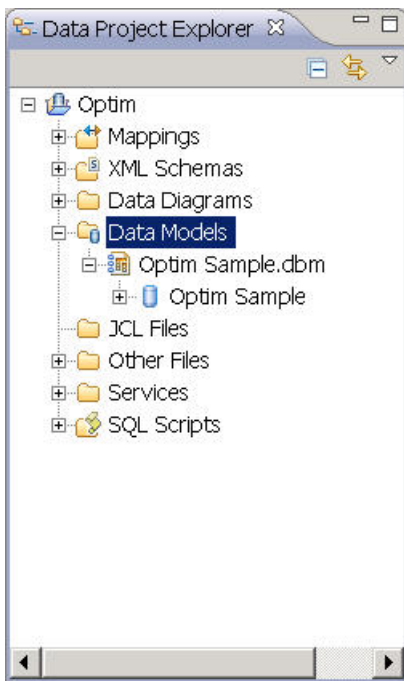 Data Project Explorer
Optim
Mappings
XML Schemas
Data Diagrams
Data Models
Optim Sample.dbm
Optim Sample
JCL Files
Other Files
Services
SQL Scripts